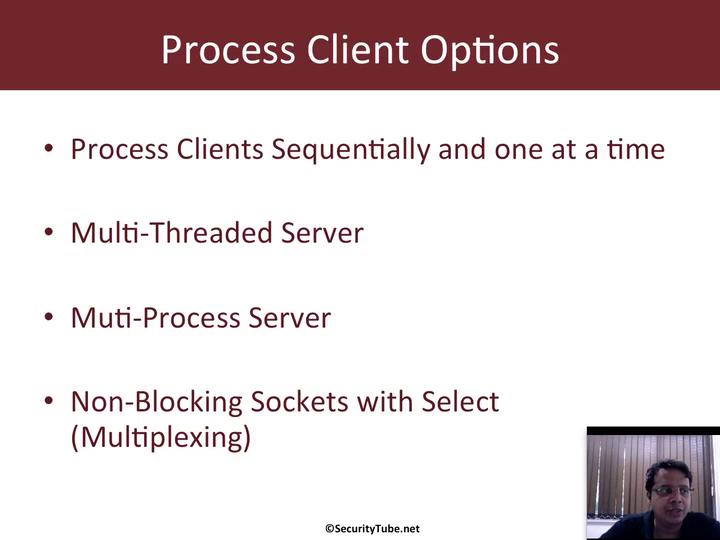 Process Client Options
• Process Clients Sequentially and one at a time
• Multi-Threaded Server
• Muti-Process Server
• Non-Blocking Sockets with Select
(Multiplexing)
©SecurityTube.net